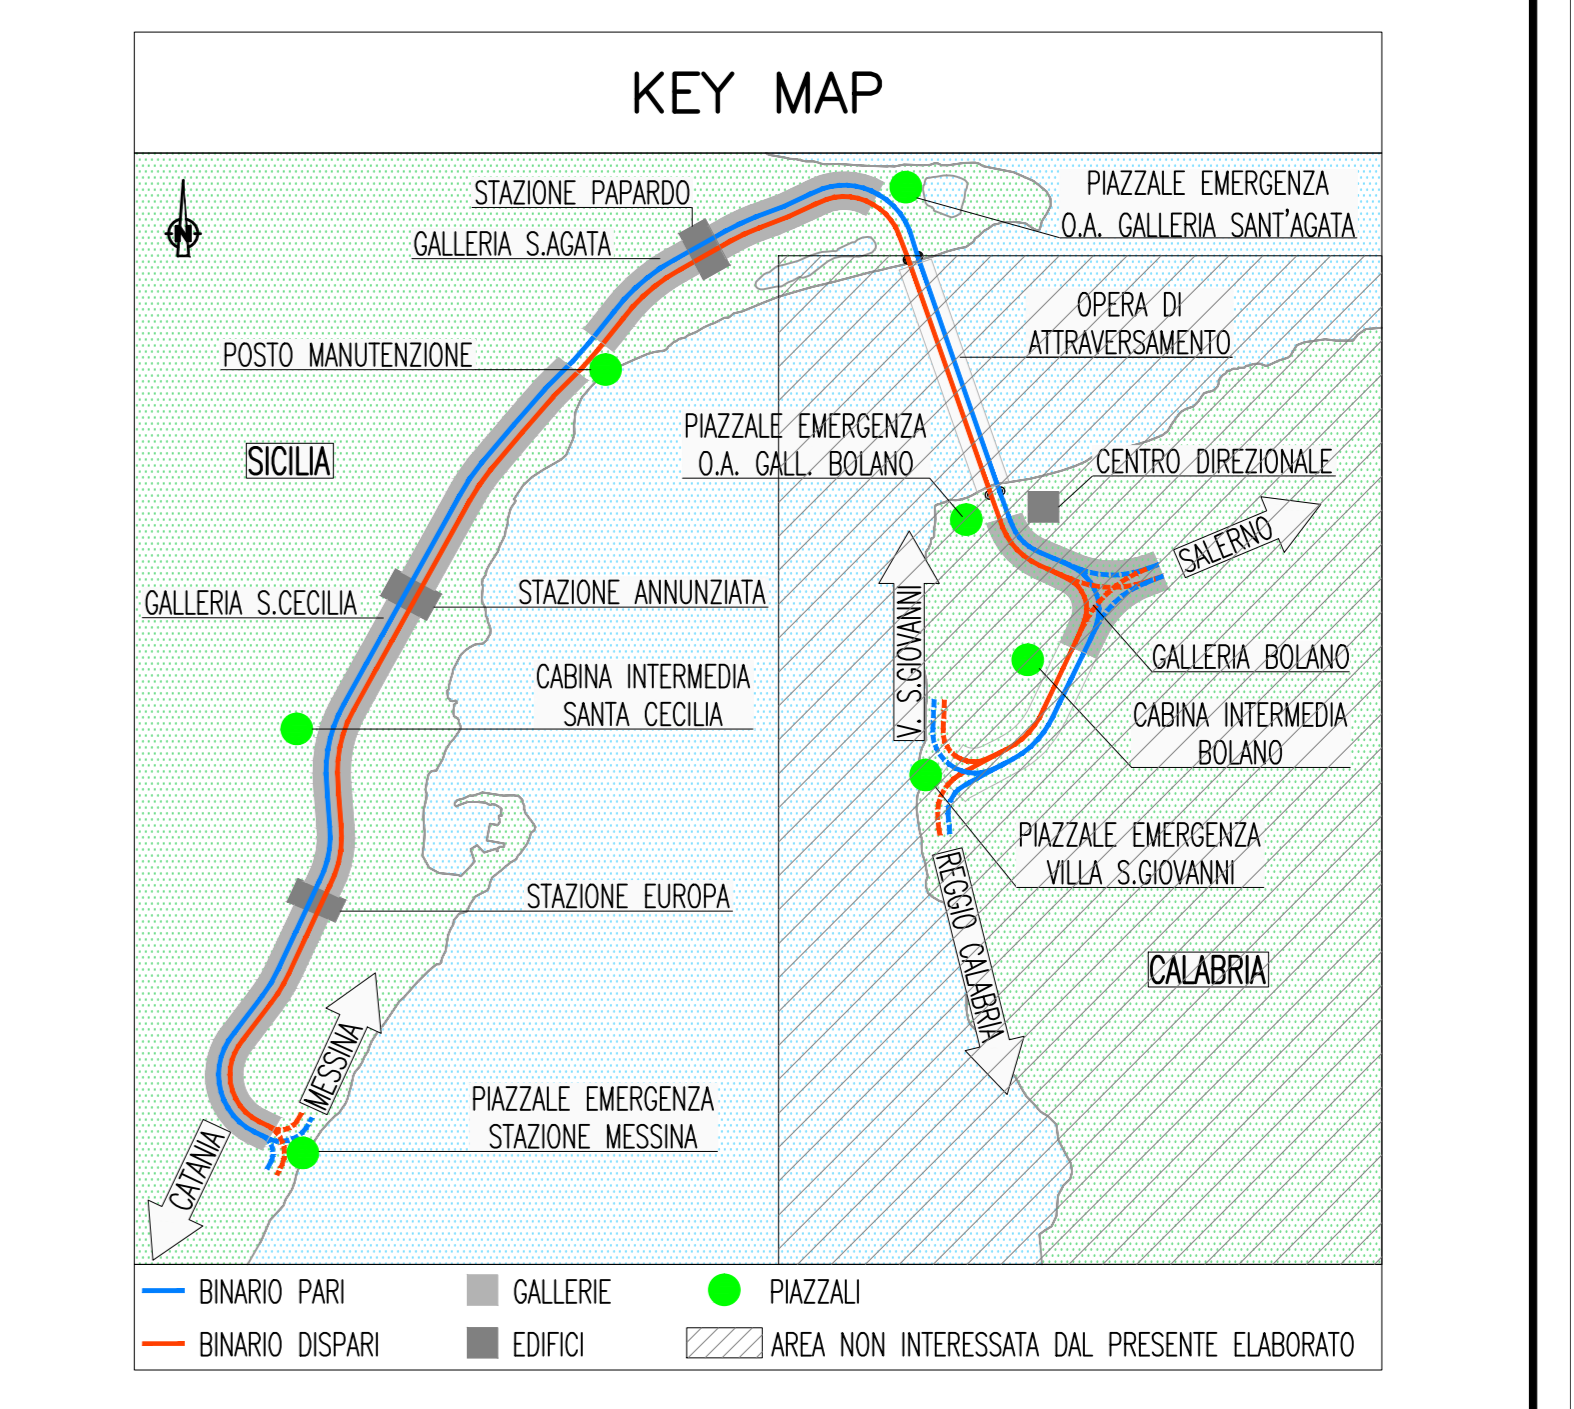 KEY MAP
N
STAZIONE PAPARDO
GALLERIA S.AGATA
PIAZZALE EMERGENZA
O.A. GALLERIA SANT'AGATA
OPERA DI
ATTRAVERSAMENTO
POSTO MANUTENZIONE
PIAZZALE EMERGENZA
O.A. GALL. BOLANO
SICILIA
CENTRO DIREZIONALE
SALERNO
STAZIONE ANNUNZIATA
GALLERIA S.CECILIA
V. S.GIOVANNI
GALLERIA BOLANO
CABINA INTERMEDIA
SANTA CECILIA
CABINA INTERMEDIA
BOLANO
PIAZZALE EMERGENZA
VILLA S.GIOVANNI
STAZIONE EUROPA
REGGIO CALABRIA
CALABRIA
MESSINA
PIAZZALE EMERGENZA
STAZIONE MESSINA
CATANIA
BINARIO PARI
GALLERIE
PIAZZALI
BINARIO DISPARI
EDIFICI
AREA NON INTERESSATA DAL PRESENTE ELABORATO